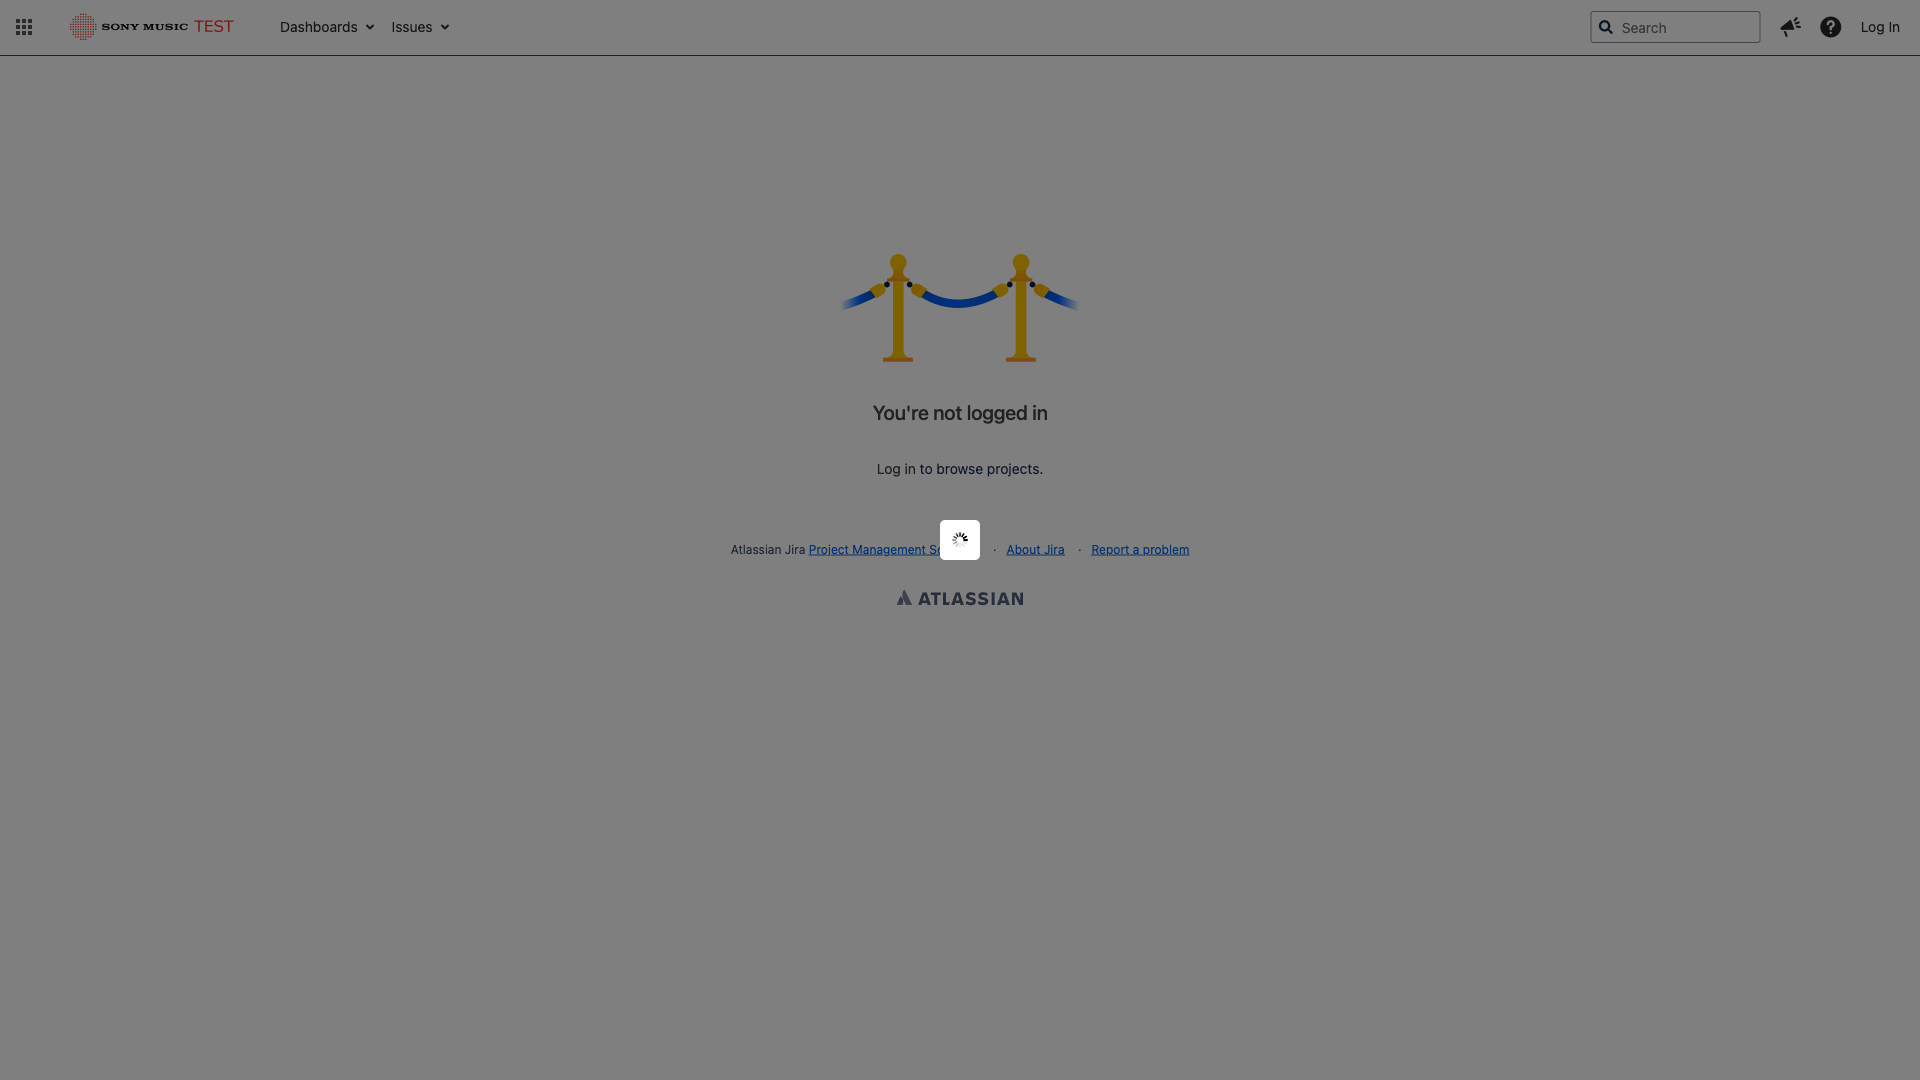 SONY MUSIC TEST
Dashboards
Issues
Search
Log In
You're not logged in
Log in to browse projects.
Atlassian Jira Project Management · About Jira · Report a problem
ATLASSIAN